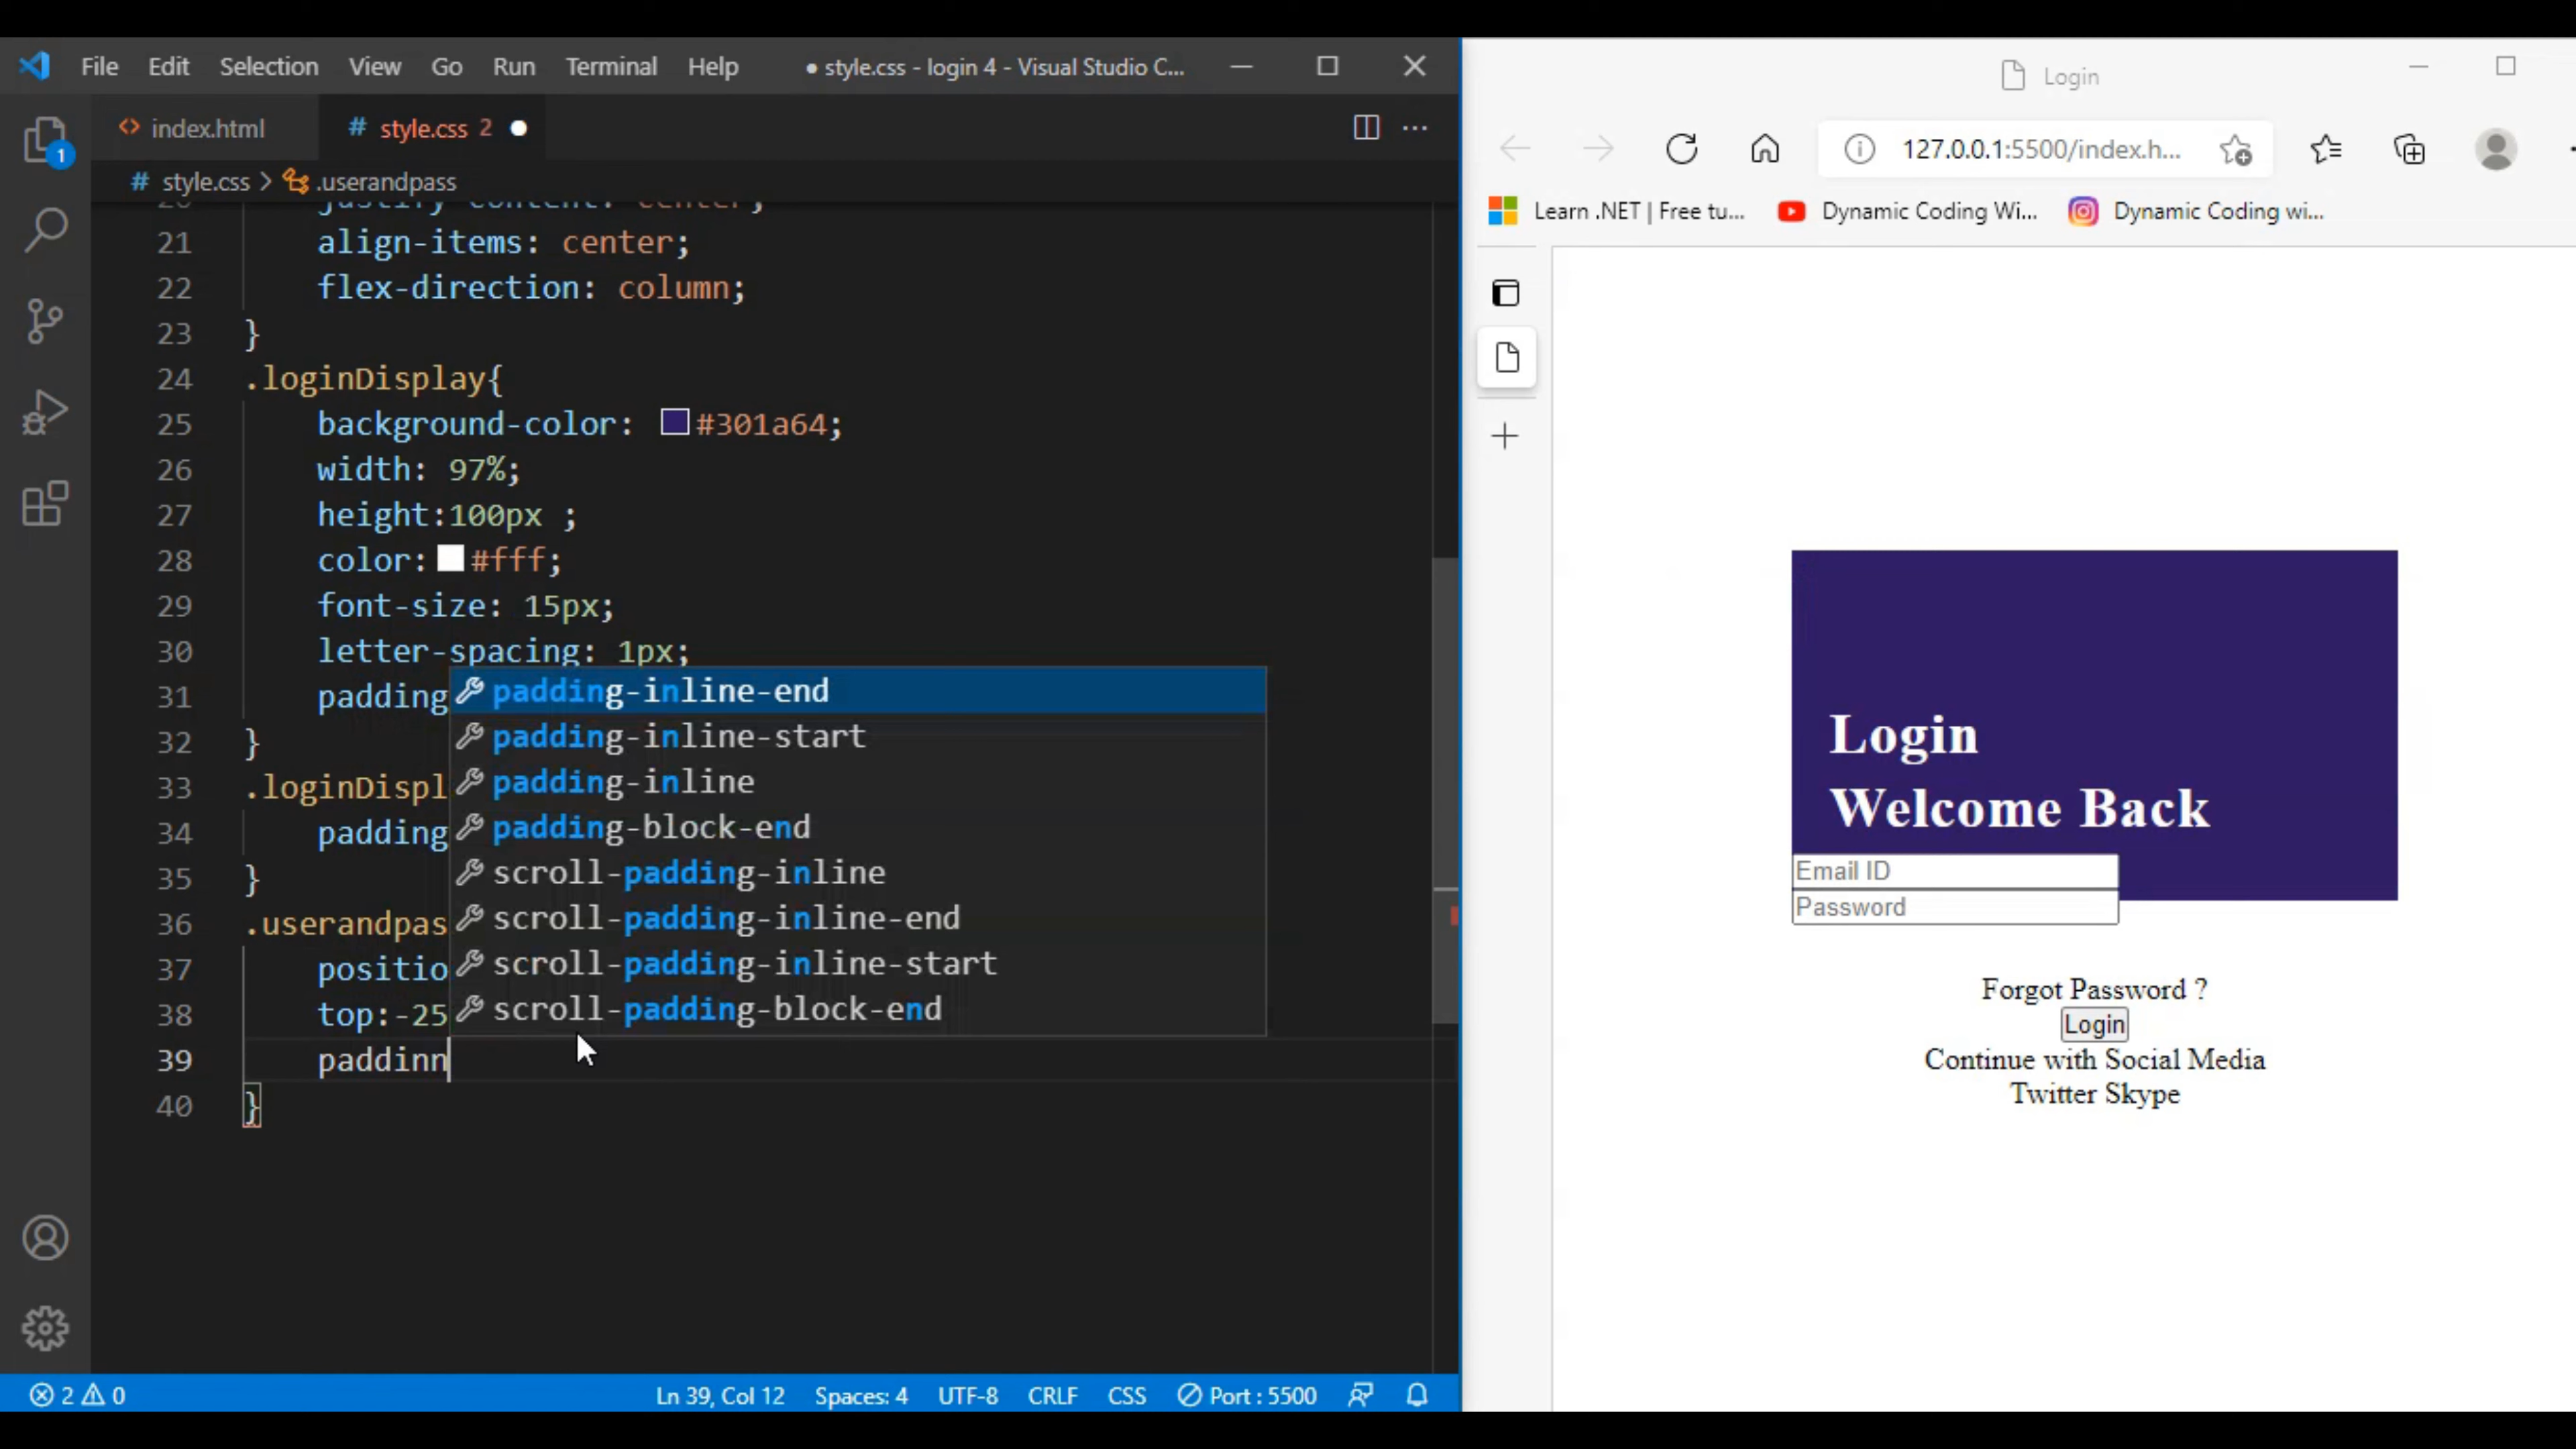 File Edit Selection View Go Run Terminal Help ● style.css - login 4 - Visual Studio C...
index.html # style.css 2
# style.css > .userandpass
20 justify-content: center;
21 align-items: center;
22 flex-direction: column;
23 }
24 .loginDisplay{
25 background-color: #301a64;
26 width: 97%;
27 height:100px ;
28 color: #fff;
29 font-size: 15px;
30 letter-spacing: 1px;
31 padding
32 }
33 .loginDispl
34 padding
35 }
36 .userandpas
37 positio
38 top:-25
39 paddinn
40 }
padding-inline-end
padding-inline-start
padding-inline
padding-block-end
scroll-padding-inline
scroll-padding-inline-end
scroll-padding-inline-start
scroll-padding-block-end
1
2 0 Ln 39, Col 12 Spaces: 4 UTF-8 CRLF CSS Port : 5500
Login
127.0.0.1:5500/index.h...
Learn .NET | Free tu... Dynamic Coding Wi... Dynamic Coding wi...
Login
Welcome Back
Email ID
Password
Forgot Password ?
Login
Continue with Social Media
Twitter Skype